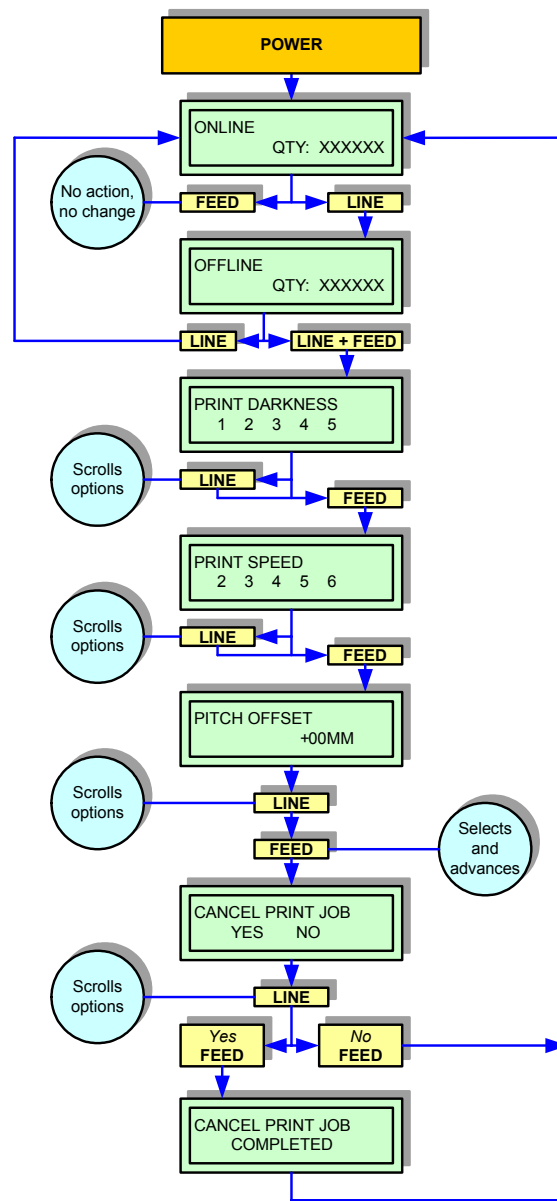 POWER
ONLINE
QTY: XXXXXX
No action,
no change
FEED
LINE
OFFLINE
QTY: XXXXXX
LINE
LINE + FEED
PRINT DARKNESS
1 2 3 4 5
Scrolls
options
LINE
FEED
PRINT SPEED
2 3 4 5 6
Scrolls
options
LINE
FEED
PITCH OFFSET
+00MM
Scrolls
options
LINE
FEED
Selects
and
advances
CANCEL PRINT JOB
YES NO
Scrolls
options
LINE
Yes
FEED
No
FEED
CANCEL PRINT JOB
COMPLETED